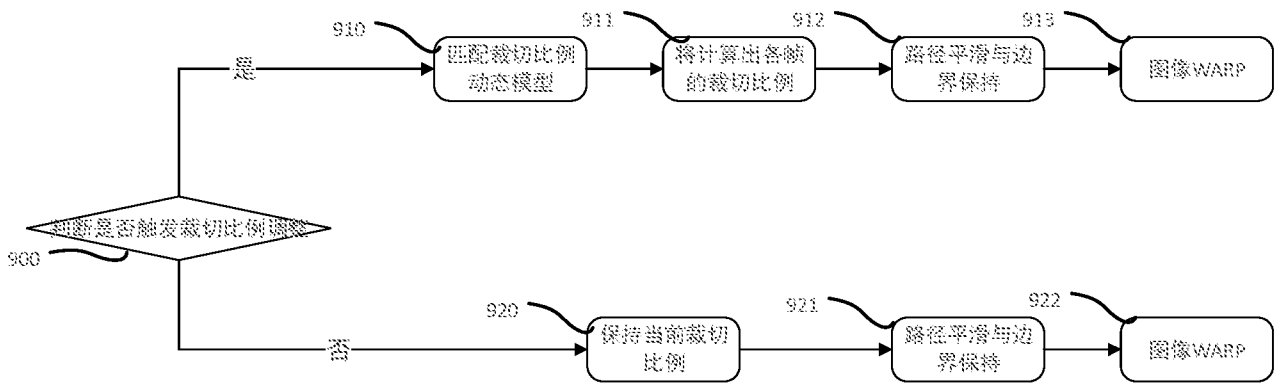 910
911
912
913
匹配裁切比例
动态模型
将计算出各帧
的裁切比例
路径平滑与边
界保持
图像WARP
是
判断是否触发裁切比例调整
900
920
921
922
保持当前裁切
比例
路径平滑与边
界保持
图像WARP
否